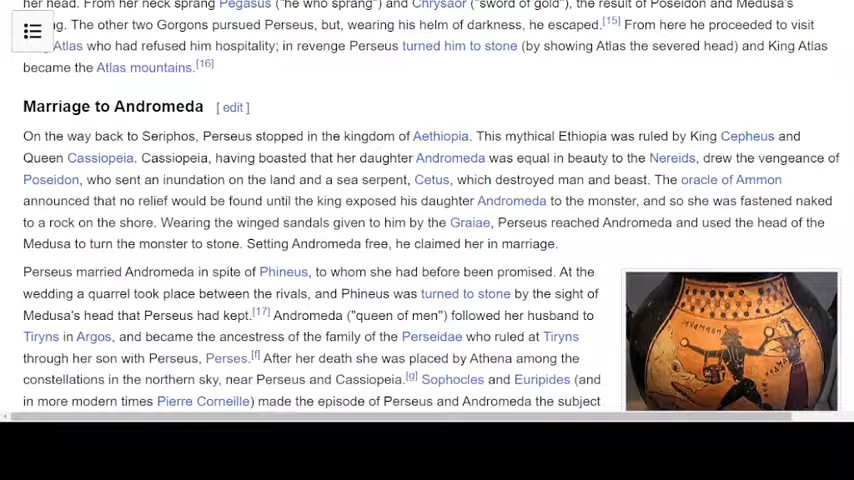 her head. From her neck sprang Pegasus ("he who sprang") and Chrysaor ("sword of gold"), the result of Poseidon and Medusa's
ng. The other two Gorgons pursued Perseus, but, wearing his helm of darkness, he escaped.[15] From here he proceeded to visit
Atlas who had refused him hospitality; in revenge Perseus turned him to stone (by showing Atlas the severed head) and King Atlas
became the Atlas mountains.[16]
Marriage to Andromeda [ edit ]
On the way back to Seriphos, Perseus stopped in the kingdom of Aethiopia. This mythical Ethiopia was ruled by King Cepheus and
Queen Cassiopeia. Cassiopeia, having boasted that her daughter Andromeda was equal in beauty to the Nereids, drew the vengeance of
Poseidon, who sent an inundation on the land and a sea serpent, Cetus, which destroyed man and beast. The oracle of Ammon
announced that no relief would be found until the king exposed his daughter Andromeda to the monster, and so she was fastened naked
to a rock on the shore. Wearing the winged sandals given to him by the Graiae, Perseus reached Andromeda and used the head of the
Medusa to turn the monster to stone. Setting Andromeda free, he claimed her in marriage.
Perseus married Andromeda in spite of Phineus, to whom she had before been promised. At the
wedding a quarrel took place between the rivals, and Phineus was turned to stone by the sight of
Medusa's head that Perseus had kept.[17] Andromeda ("queen of men") followed her husband to
Tiryns in Argos, and became the ancestress of the family of the Perseidae who ruled at Tiryns
through her son with Perseus, Perses.[f] After her death she was placed by Athena among the
constellations in the northern sky, near Perseus and Cassiopeia.[g] Sophocles and Euripides (and
in more modern times Pierre Corneille) made the episode of Perseus and Andromeda the subject